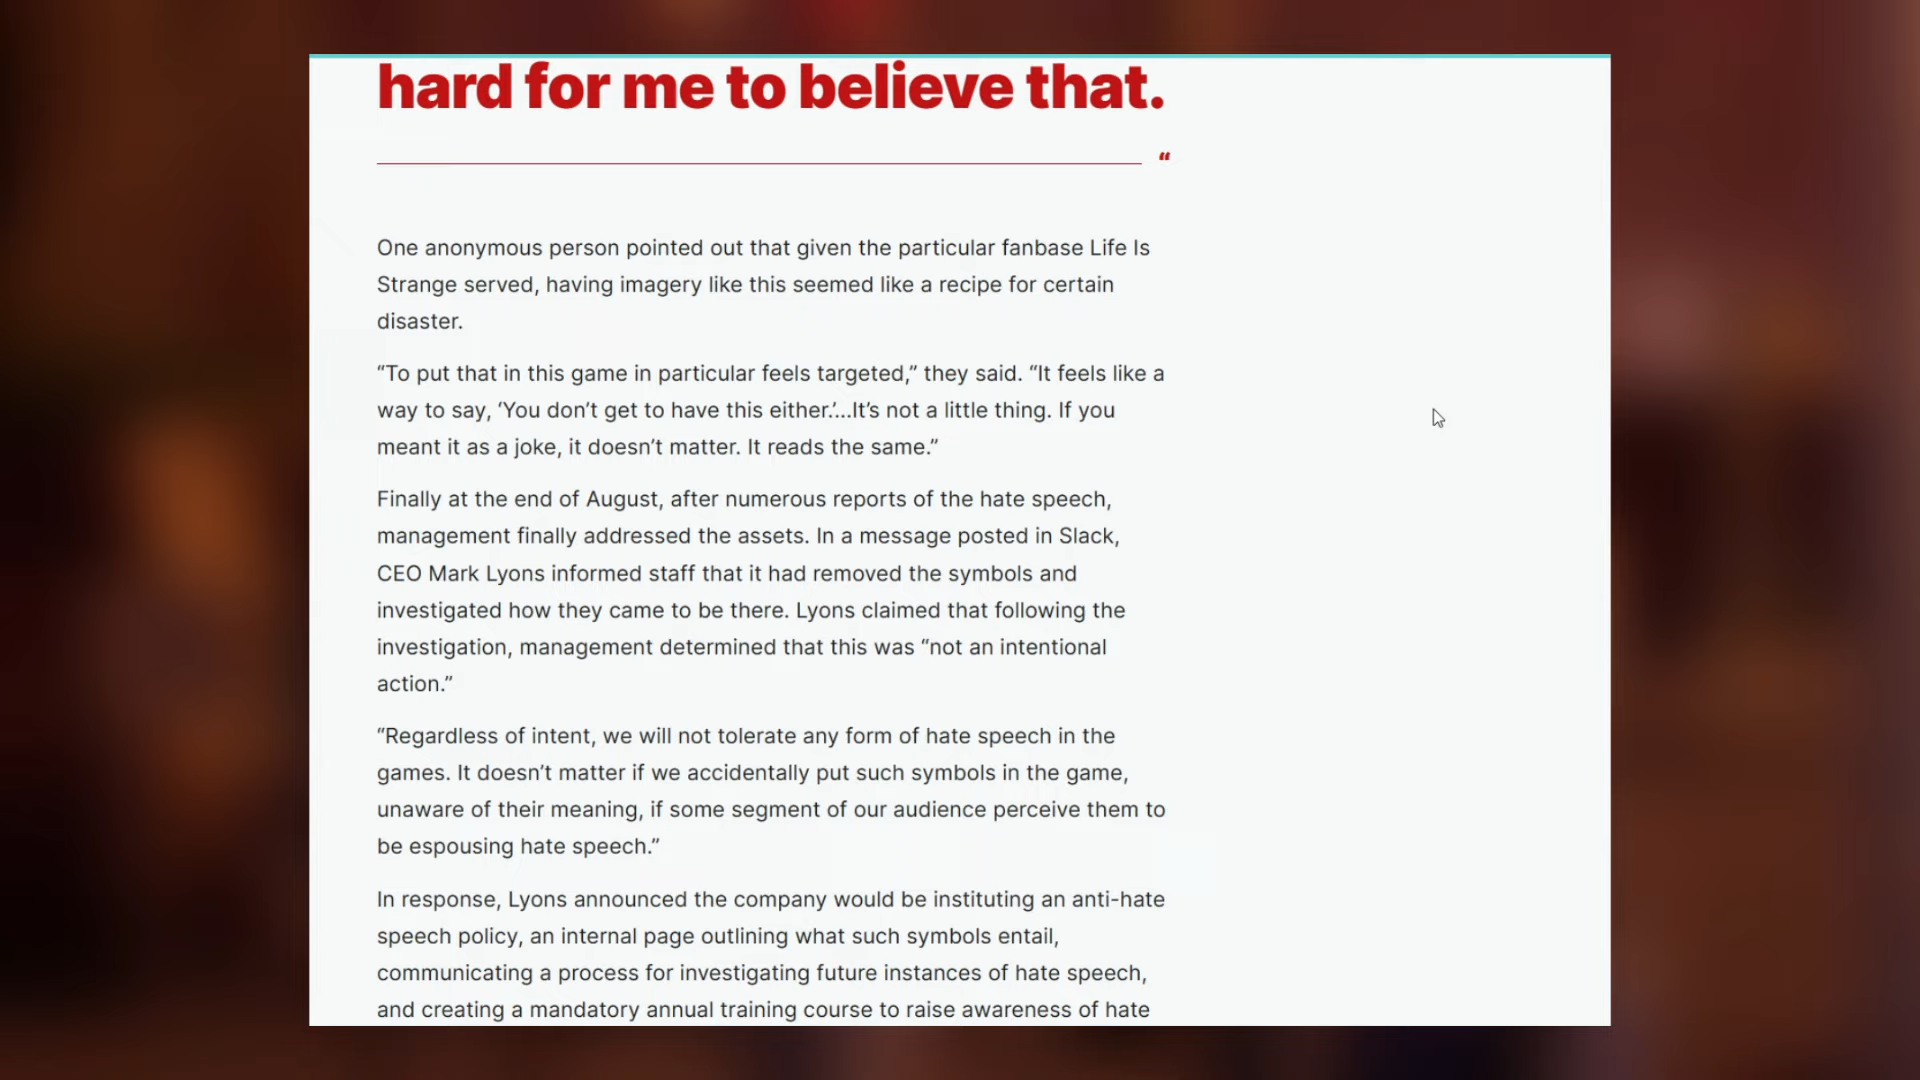 hard for me to believe that.
“
One anonymous person pointed out that given the particular fanbase Life Is
Strange served, having imagery like this seemed like a recipe for certain
disaster.
“To put that in this game in particular feels targeted,” they said. “It feels like a
way to say, ‘You don’t get to have this either.’...It’s not a little thing. If you
meant it as a joke, it doesn’t matter. It reads the same.”
Finally at the end of August, after numerous reports of the hate speech,
management finally addressed the assets. In a message posted in Slack,
CEO Mark Lyons informed staff that it had removed the symbols and
investigated how they came to be there. Lyons claimed that following the
investigation, management determined that this was “not an intentional
action.”
“Regardless of intent, we will not tolerate any form of hate speech in the
games. It doesn’t matter if we accidentally put such symbols in the game,
unaware of their meaning, if some segment of our audience perceive them to
be espousing hate speech.”
In response, Lyons announced the company would be instituting an anti-hate
speech policy, an internal page outlining what such symbols entail,
communicating a process for investigating future instances of hate speech,
and creating a mandatory annual training course to raise awareness of hate